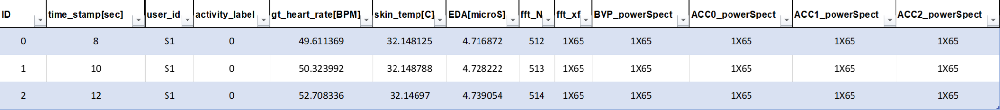 ID time_stamp[sec] user_id activity_label gt_heart_rate[BPM] skin_temp[C] EDA[microS] fft_N fft_xf BVP_powerSpect ACC0_powerSpect ACC1_powerSpect ACC2_powerSpect
0 8 S1 0 49.611369 32.148125 4.716872 512 1X65 1X65 1X65 1X65 1X65
1 10 S1 0 50.323992 32.148788 4.728222 513 1X65 1X65 1X65 1X65 1X65
2 12 S1 0 52.708336 32.14697 4.739054 514 1X65 1X65 1X65 1X65 1X65